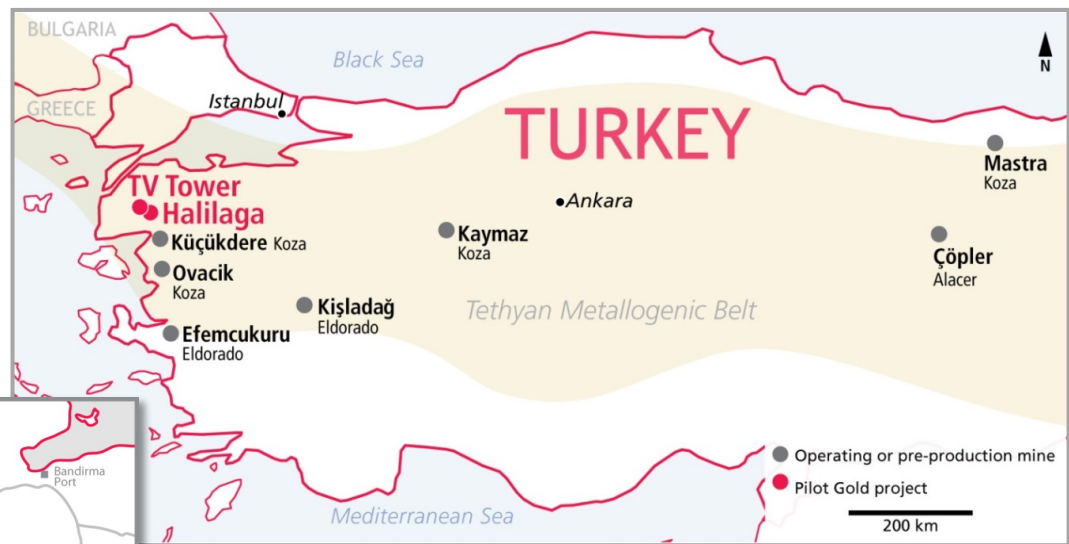 BULGARIA
Black Sea
N
GREECE
Istanbul
TURKEY
Mastra
Koza
TV Tower
Halilaga
Ankara
Küçükdere Koza
Kaymaz
Koza
Çöpler
Alacer
Ovacik
Koza
Kişladağ
Eldorado
Tethyan Metallogenic Belt
Efemcukuru
Eldorado
Bandirma
Port
Operating or pre-production mine
Pilot Gold project
200 km
Mediterranean Sea